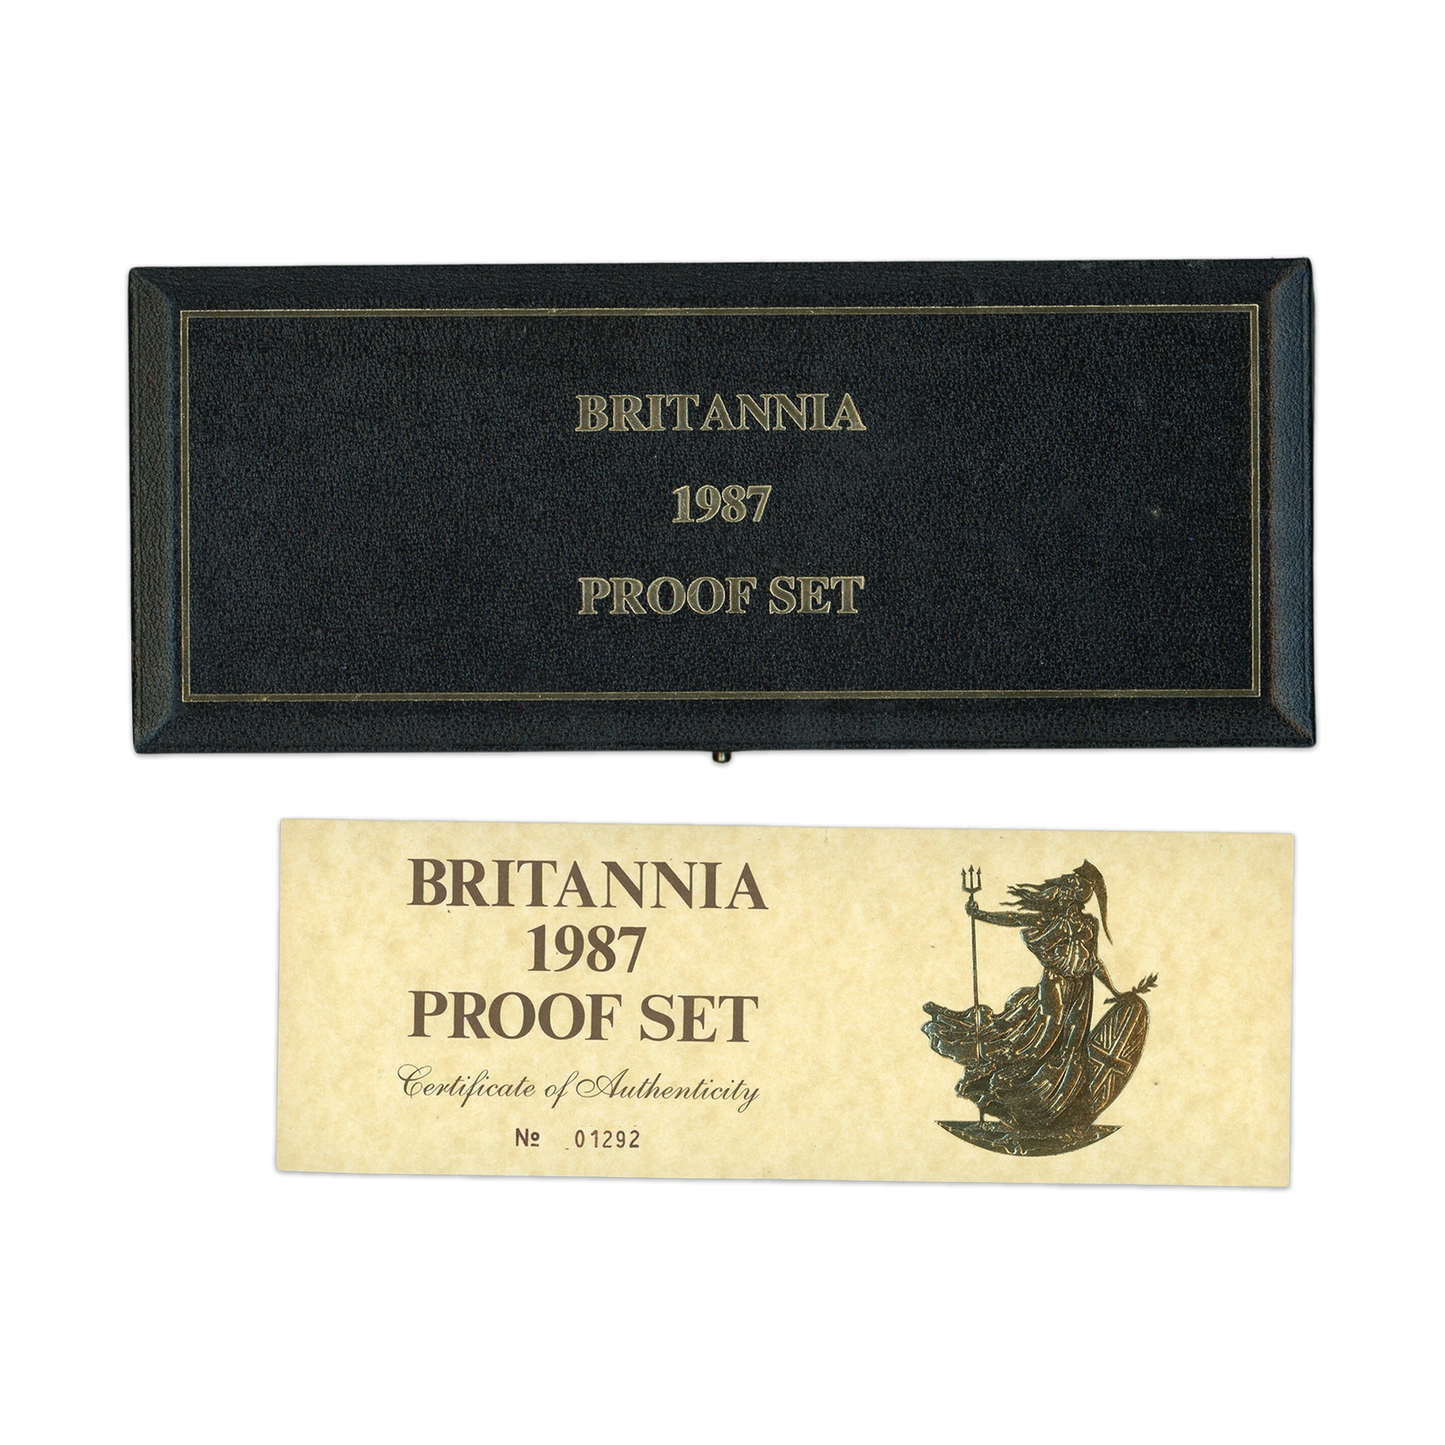 BRITANNIA
1987
PROOF SET
BRITANNIA
1987
PROOF SET
Certificate of Authenticity
№ 01292